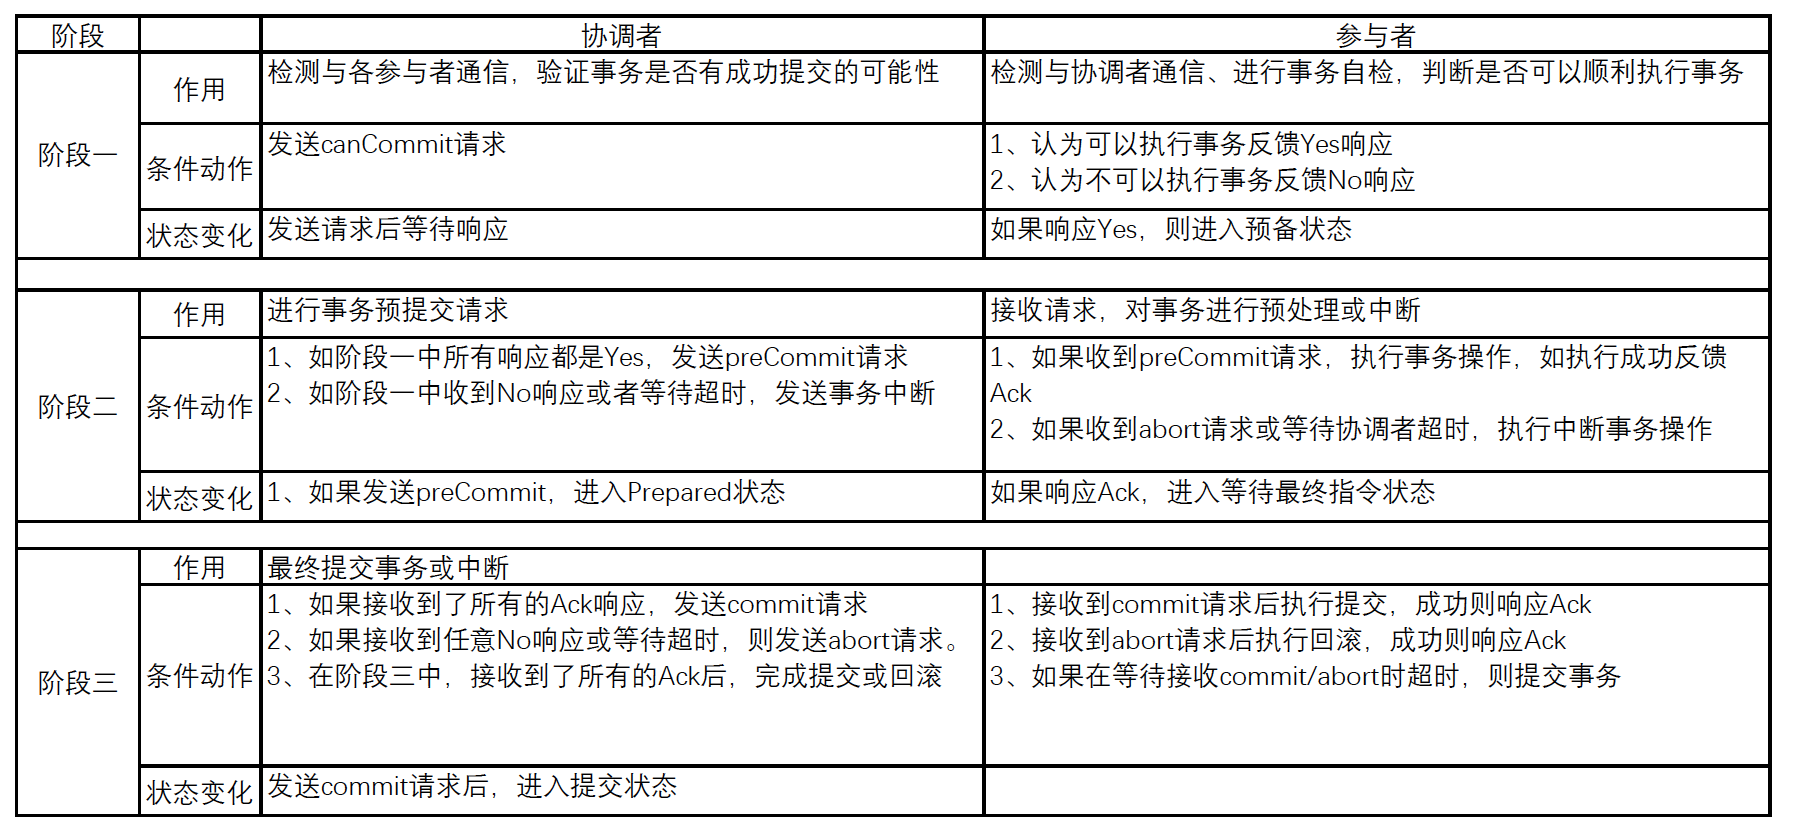 阶段 协调者 参与者
阶段一
作用
检测与各参与者通信，验证事务是否有成功提交的可能性
检测与协调者通信、进行事务自检，判断是否可以顺利执行事务
条件动作
发送canCommit请求
1、认为可以执行事务反馈Yes响应
2、认为不可以执行事务反馈No响应
状态变化
发送请求后等待响应
如果响应Yes，则进入预备状态
阶段二
作用
进行事务预提交请求
接收请求，对事务进行预处理或中断
条件动作
1、如阶段一中所有响应都是Yes，发送preCommit请求
2、如阶段一中收到No响应或者等待超时，发送事务中断
1、如果收到preCommit请求，执行事务操作，如执行成功反馈
Ack
2、如果收到abort请求或等待协调者超时，执行中断事务操作
状态变化
1、如果发送preCommit，进入Prepared状态
如果响应Ack，进入等待最终指令状态
阶段三
作用
最终提交事务或中断
条件动作
1、如果接收到了所有的Ack响应，发送commit请求
2、如果接收到任意No响应或等待超时，则发送abort请求。
3、在阶段三中，接收到了所有的Ack后，完成提交或回滚
1、接收到commit请求后执行提交，成功则响应Ack
2、接收到abort请求后执行回滚，成功则响应Ack
3、如果在等待接收commit/abort时超时，则提交事务
状态变化
发送commit请求后，进入提交状态